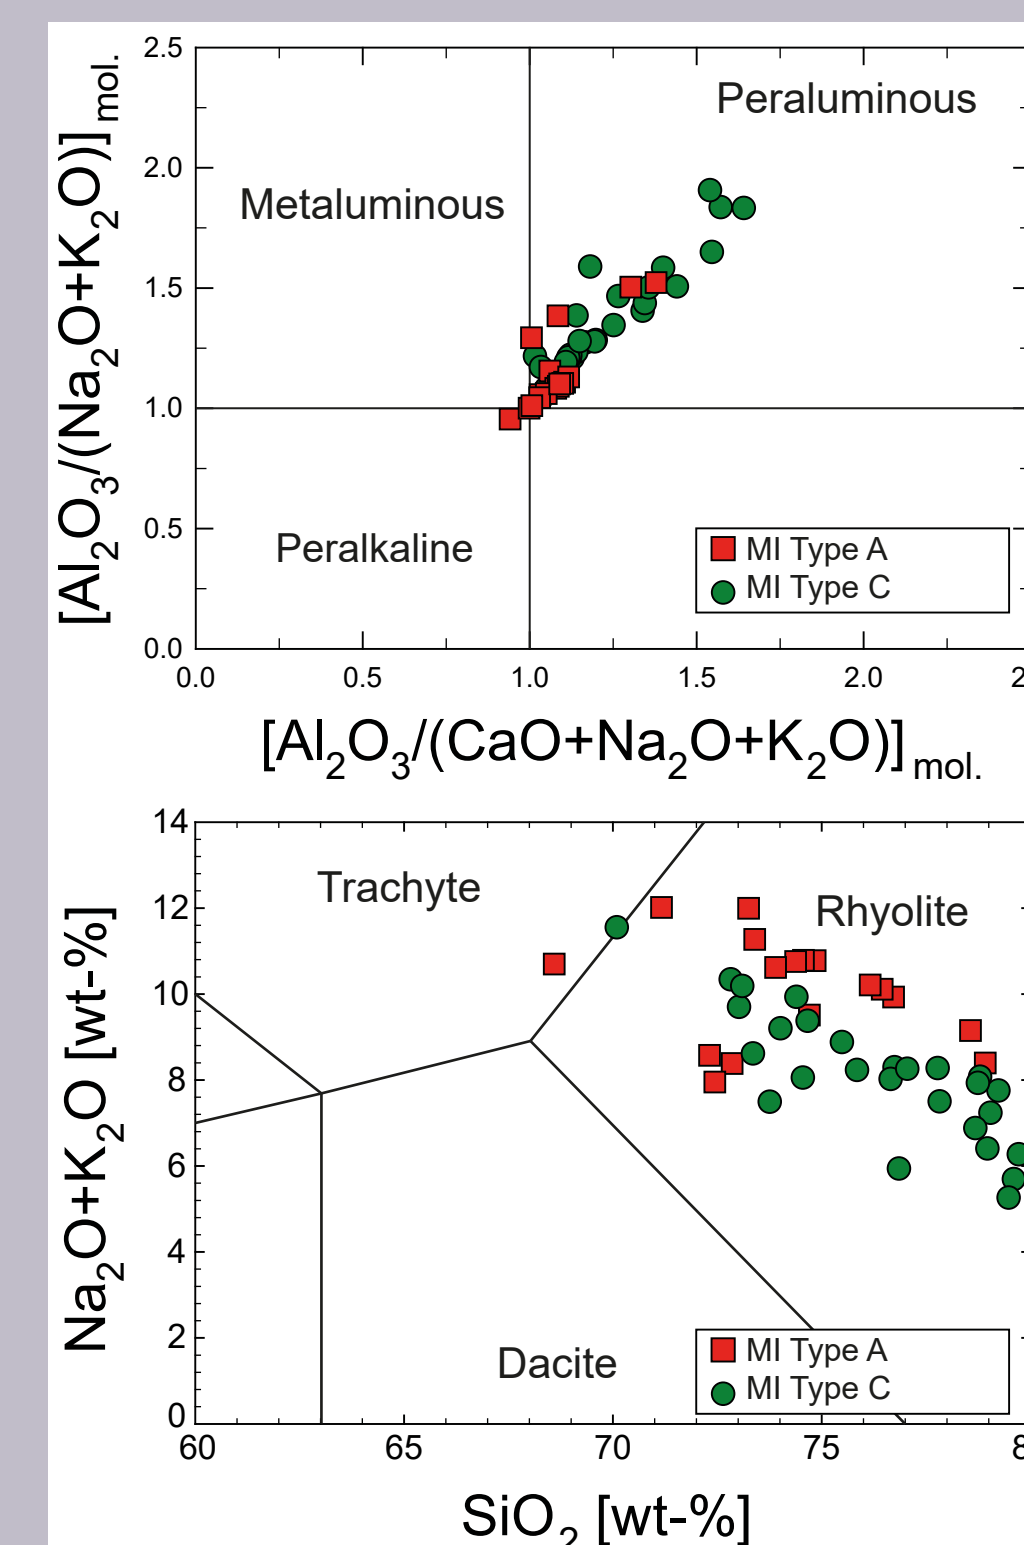 2.5
2.0
1.5
1.0
0.5
0.0
[Al2O3/(Na2O+K2O)] mol.
Peraluminous
Metaluminous
Peralkaline
MI Type A
MI Type C
0.0 0.5 1.0 1.5 2.0 2
[Al2O3/(CaO+Na2O+K2O)] mol.
14
12
10
8
6
4
2
0
Na2O+K2O [wt-%]
Trachyte
Rhyolite
Dacite
MI Type A
MI Type C
60 65 70 75 8
SiO2 [wt-%]